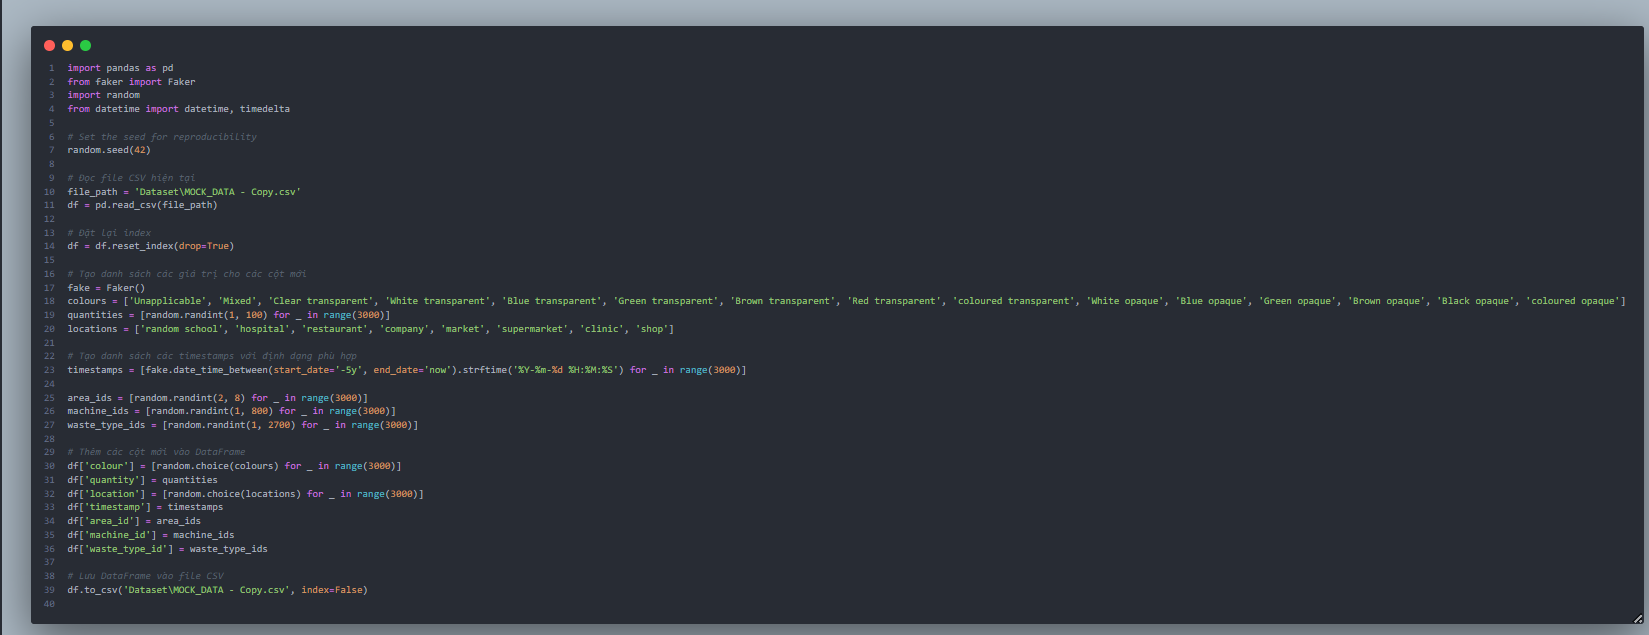 1 import pandas as pd
2 from faker import Faker
3 import random
4 from datetime import datetime, timedelta
5
6 # Set the seed for reproducibility
7 random.seed(42)
8
9 # Đọc file CSV hiện tại
10 file_path = 'Dataset\MOCK_DATA - Copy.csv'
11 df = pd.read_csv(file_path)
12
13 # Đặt lại index
14 df = df.reset_index(drop=True)
15
16 # Tạo danh sách các giá trị cho các cột mới
17 fake = Faker()
18 colours = ['Unapplicable', 'Mixed', 'Clear transparent', 'White transparent', 'Blue transparent', 'Green transparent', 'Brown transparent', 'Red transparent', 'coloured transparent', 'White opaque', 'Blue opaque', 'Green opaque', 'Brown opaque', 'Black opaque', 'coloured opaque']
19 quantities = [random.randint(1, 100) for _ in range(3000)]
20 locations = ['random school', 'hospital', 'restaurant', 'company', 'market', 'supermarket', 'clinic', 'shop']
21
22 # Tạo danh sách các timestamps với định dạng phù hợp
23 timestamps = [fake.date_time_between(start_date='-5y', end_date='now').strftime('%Y-%m-%d %H:%M:%S') for _ in range(3000)]
24
25 area_ids = [random.randint(2, 8) for _ in range(3000)]
26 machine_ids = [random.randint(1, 800) for _ in range(3000)]
27 waste_type_ids = [random.randint(1, 2700) for _ in range(3000)]
28
29 # Thêm các cột mới vào DataFrame
30 df['colour'] = [random.choice(colours) for _ in range(3000)]
31 df['quantity'] = quantities
32 df['location'] = [random.choice(locations) for _ in range(3000)]
33 df['timestamp'] = timestamps
34 df['area_id'] = area_ids
35 df['machine_id'] = machine_ids
36 df['waste_type_id'] = waste_type_ids
37
38 # Lưu DataFrame vào file CSV
39 df.to_csv('Dataset\MOCK_DATA - Copy.csv', index=False)
40